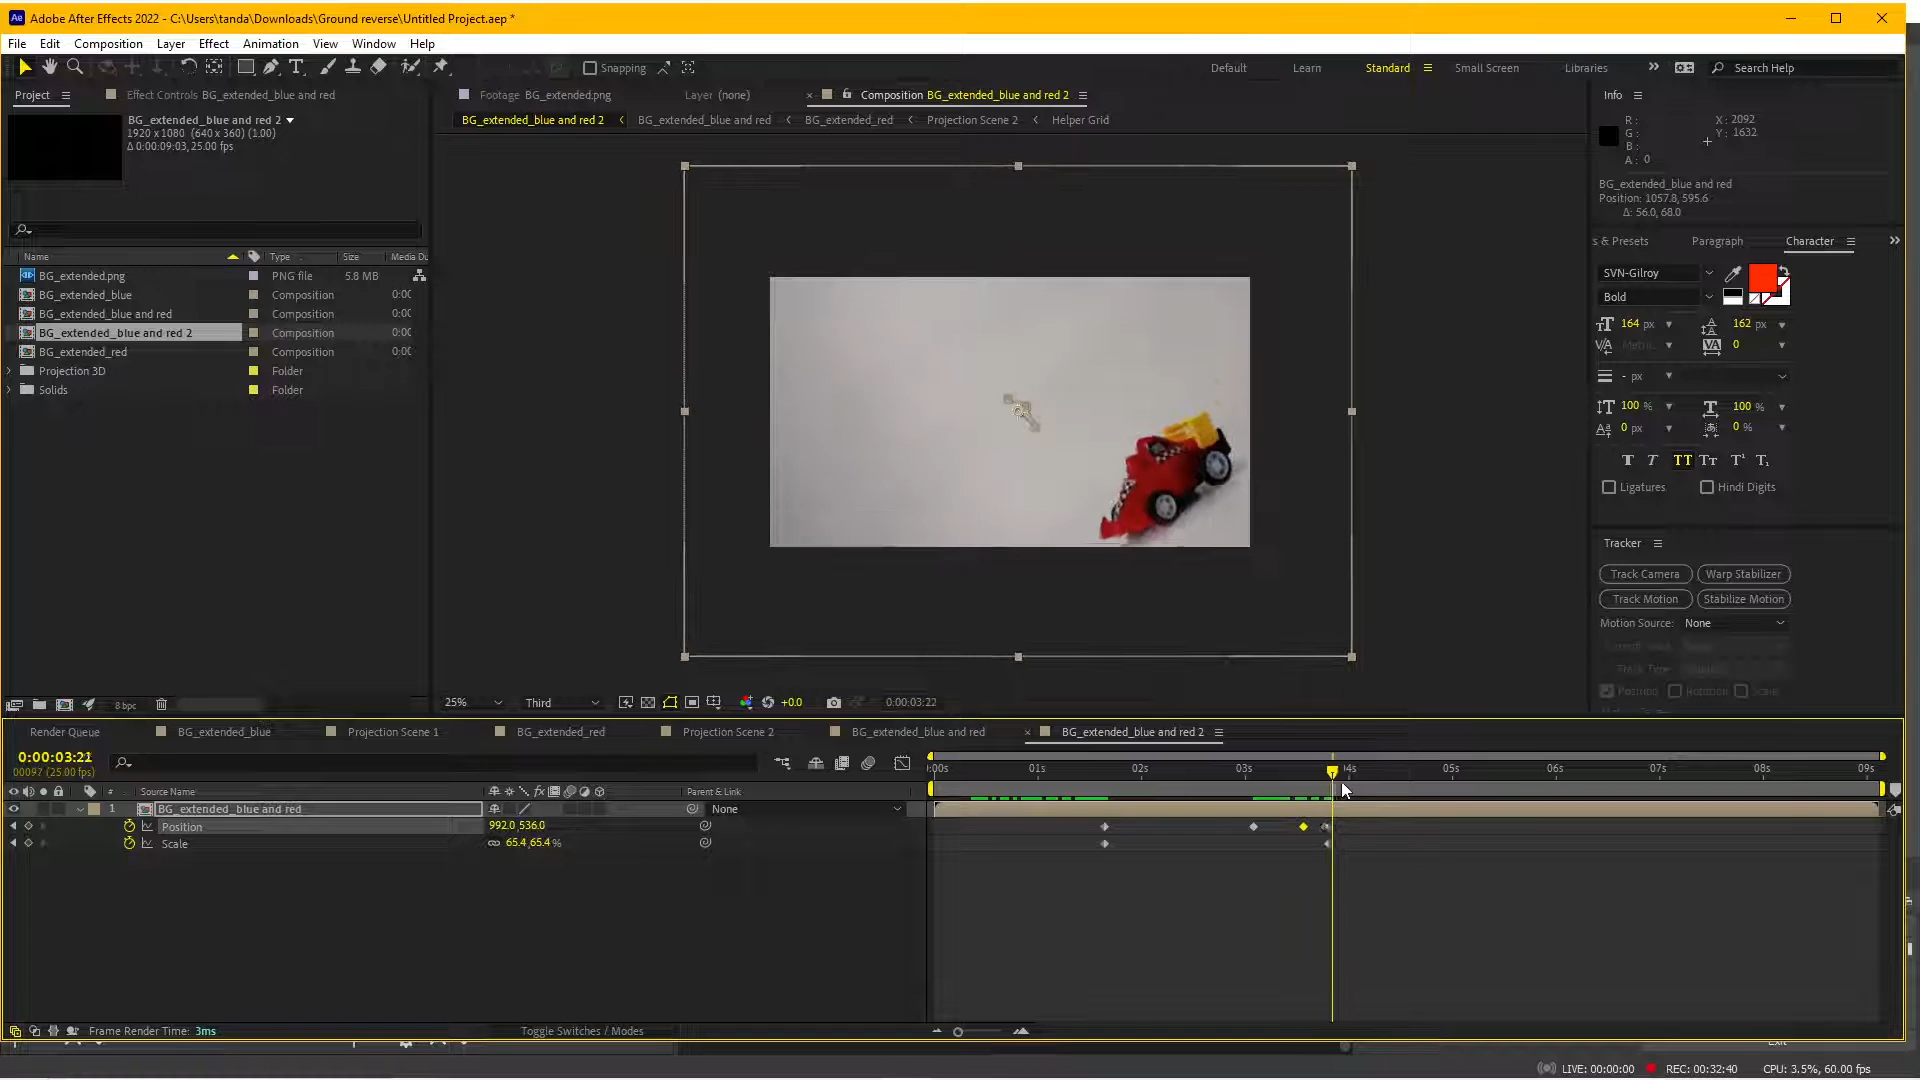 Adobe After Effects 2022 - C:\Users\tanda\Downloads\Ground reverse\Untitled Project.aep *
File Edit Composition Layer Effect Animation View Window Help
Snapping Default Learn Standard Small Screen Libraries Search Help
Project Effect Controls BG_extended_blue and red Footage BG_extended.png Layer (none) Composition BG_extended_blue and red 2 Info
BG_extended_blue and red 2
1920 x 1080 (640 x 360) (1.00)
Δ 0:00:09:03, 25.00 fps
BG_extended_blue and red 2 BG_extended_blue and red BG_extended_red Projection Scene 2 Helper Grid
R :
G :
B :
A : 0
X : 2092
Y : 1632
BG_extended_blue and red
Position: 1057.8, 595.6
Δ: 56.0, 68.0
Name Type Size Media Du
BG_extended.png PNG file 5.8 MB
BG_extended_blue Composition 0:00
BG_extended_blue and red Composition 0:00
BG_extended_blue and red 2 Composition 0:00
BG_extended_red Composition 0:00
Projection 3D Folder
Solids Folder
s & Presets Paragraph Character
SVN-Gilroy
Bold
164 px 162 px
Metric 0
- px
100 % 100 %
0 px 0 %
Ligatures Hindi Digits
Tracker
Track Camera Warp Stabilizer
Track Motion Stabilize Motion
Motion Source: None
Position Rotation Scale
8 bpc
25% Third +0.0 0:00:03:22
Render Queue BG_extended_blue Projection Scene 1 BG_extended_red Projection Scene 2 BG_extended_blue and red BG_extended_blue and red 2
0:00:03:21
00097 (25.00 fps)
:00s 01s 02s 03s 04s 05s 06s 07s 08s 09s
# Source Name Parent & Link
1 BG_extended_blue and red None
Position 992.0,536.0
Scale 65.4,65.4 %
Frame Render Time: 3ms Toggle Switches / Modes
LIVE: 00:00:00 REC: 00:32:40 CPU: 3.5%, 60.00 fps